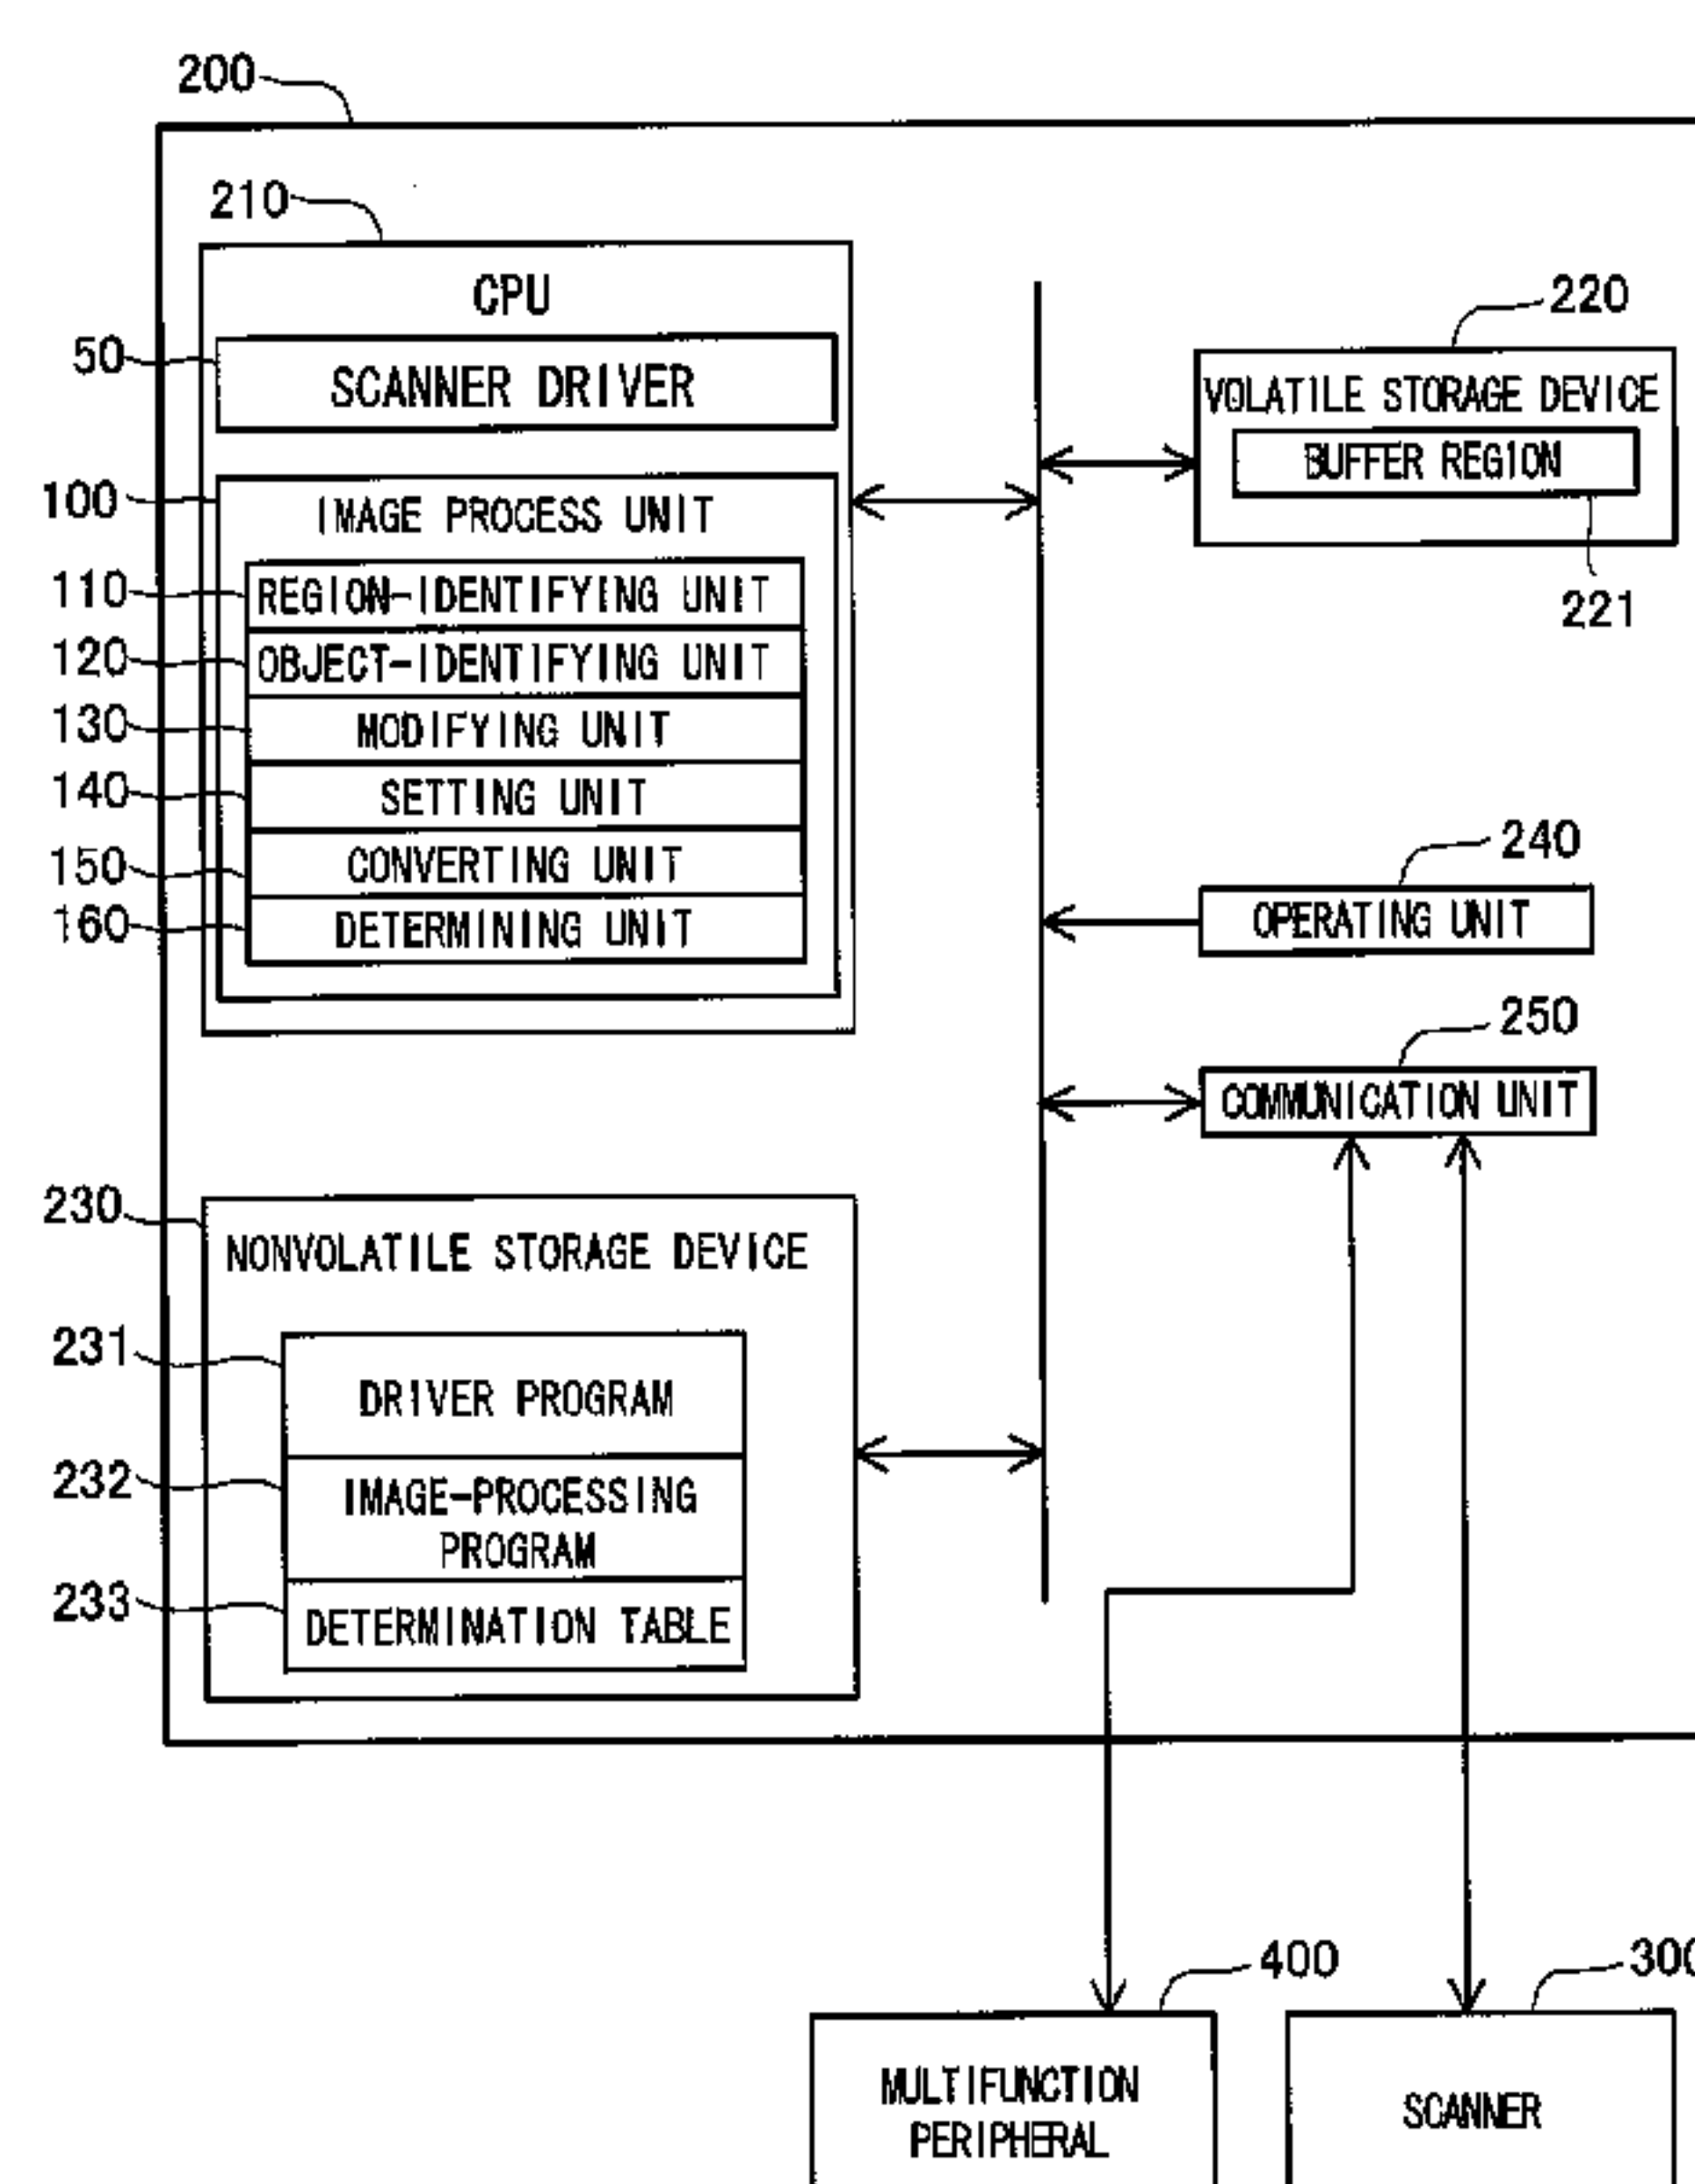 200
210
CPU
50
SCANNER DRIVER
100
IMAGE PROCESS UNIT
110
REGION-IDENTIFYING UNIT
120
OBJECT-IDENTIFYING UNIT
130
MODIFYING UNIT
140
SETTING UNIT
150
CONVERTING UNIT
160
DETERMINING UNIT
220
VOLATILE STORAGE DEVICE
BUFFER REGION
221
240
OPERATING UNIT
250
COMMUNICATION UNIT
230
NONVOLATILE STORAGE DEVICE
231
DRIVER PROGRAM
232
IMAGE-PROCESSING
PROGRAM
233
DETERMINATION TABLE
400
MULTIFUNCTION
PERIPHERAL
300
SCANNER